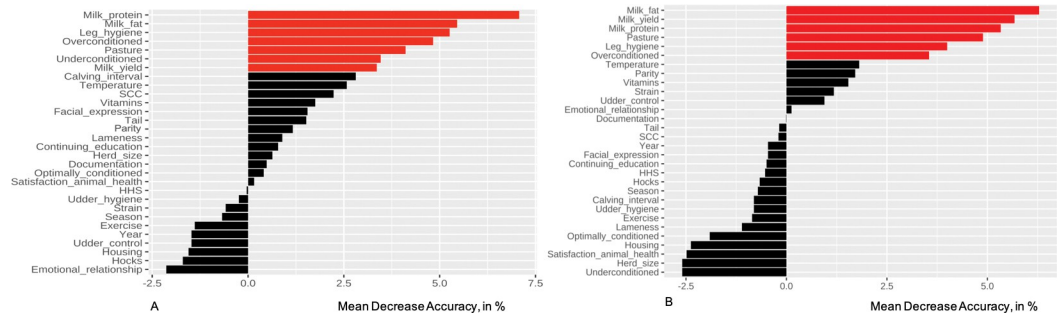 Milk_protein
Milk_fat
Leg_hygiene
Overconditioned
Pasture
Underconditioned
Milk_yield
Calving_interval
Temperature
SCC
Vitamins
Facial_expression
Tail
Parity
Lameness
Continuing_education
Herd_size
Documentation
Optimally_conditioned
Satisfaction_animal_health
HHS
Udder_hygiene
Strain
Season
Exercise
Year
Udder_control
Housing
Hocks
Emotional_relationship
-2.5 0.0 2.5 5.0 7.5
A Mean Decrease Accuracy, in %
Milk_fat
Milk_yield
Milk_protein
Pasture
Leg_hygiene
Overconditioned
Temperature
Parity
Vitamins
Strain
Udder_control
Emotional_relationship
Documentation
Tail
SCC
Year
Facial_expression
Continuing_education
HHS
Hocks
Season
Calving_interval
Udder_hygiene
Exercise
Lameness
Optimally_conditioned
Housing
Satisfaction_animal_health
Herd_size
Underconditioned
-2.5 0.0 2.5 5.0
B Mean Decrease Accuracy, in %